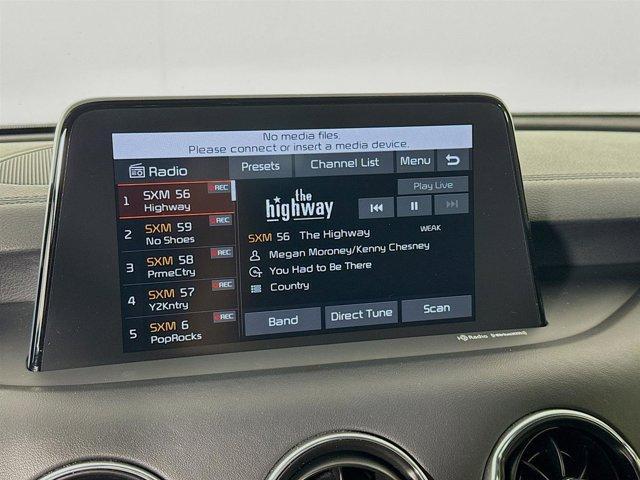 No media files.
Please connect or insert a media device.
Radio
Presets
Channel List
Menu
1 SXM 56 REC
Highway
2 SXM 59 REC
No Shoes
3 SXM 58 REC
PrmeCtry
4 SXM 57 REC
Y2Kntry
5 SXM 6 REC
PopRocks
Play Live
the
highway
SXM 56 The Highway WEAK
Megan Moroney/Kenny Chesney
You Had to Be There
Country
Band
Direct Tune
Scan
HD Radio (((SiriusXM)))